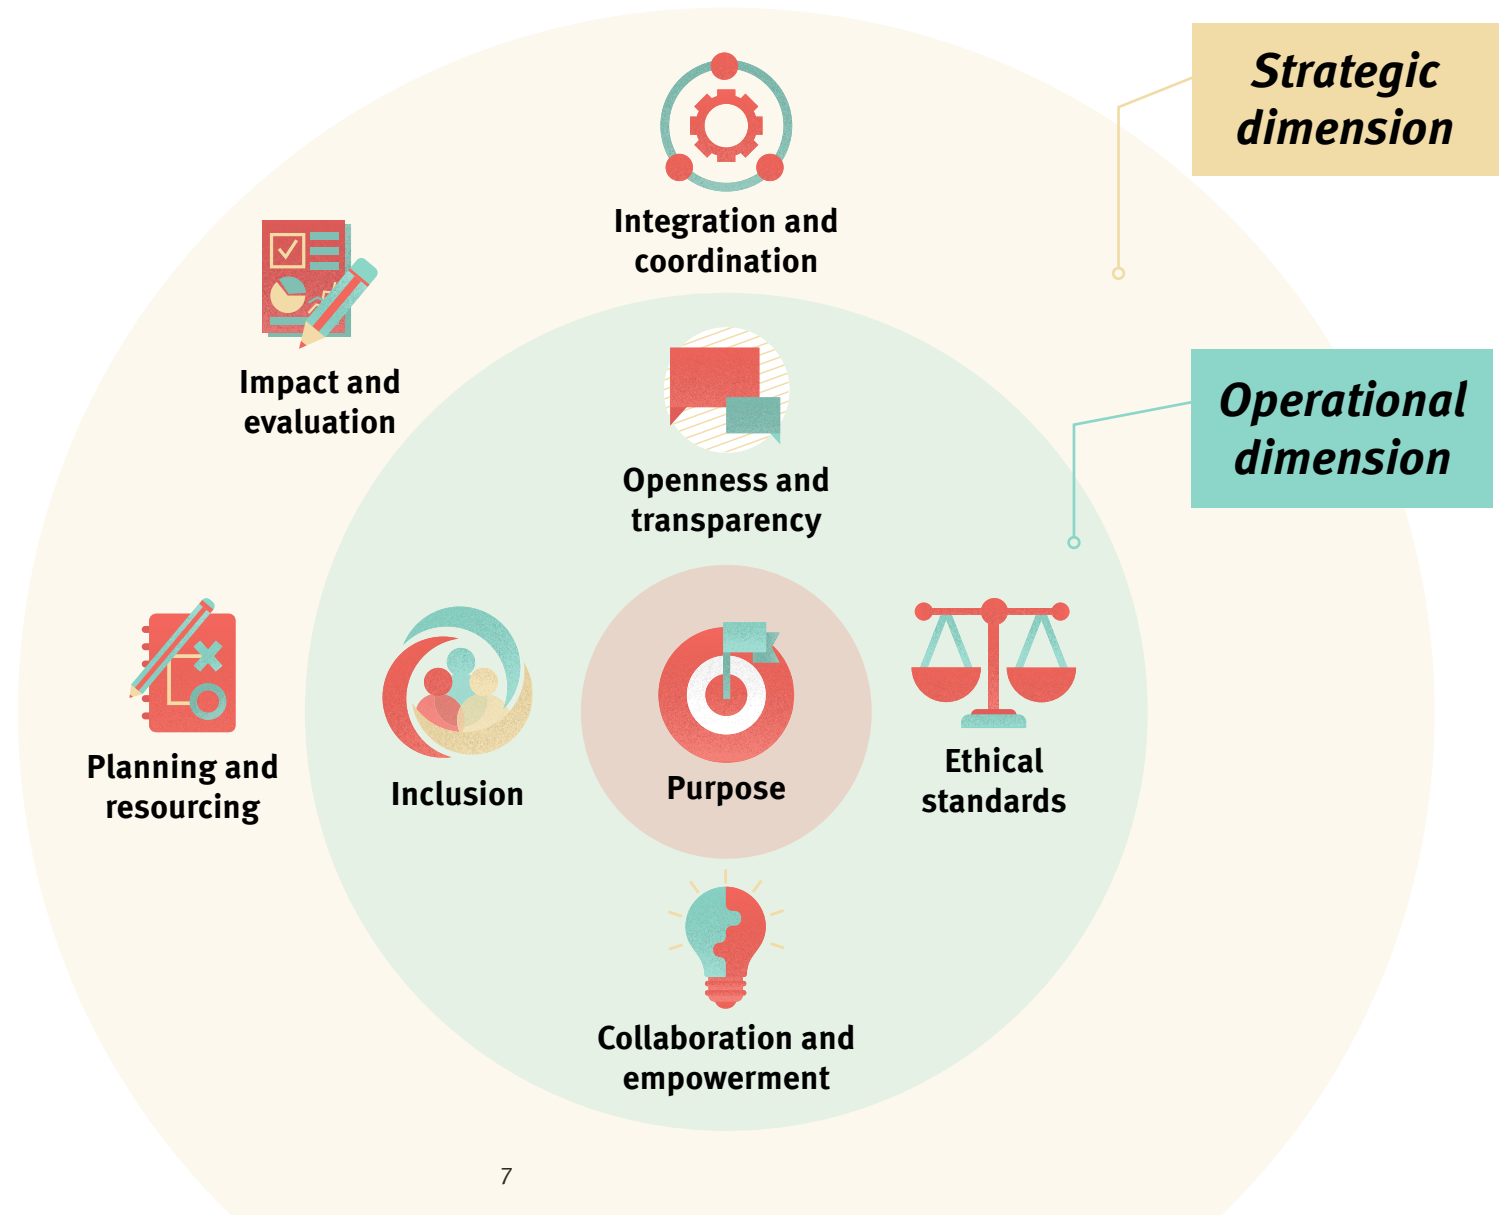 Strategic
dimension
Integration and
coordination
Impact and
evaluation
Operational
dimension
Openness and
transparency
Planning and
resourcing
Inclusion
Purpose
Ethical
standards
Collaboration and
empowerment
7